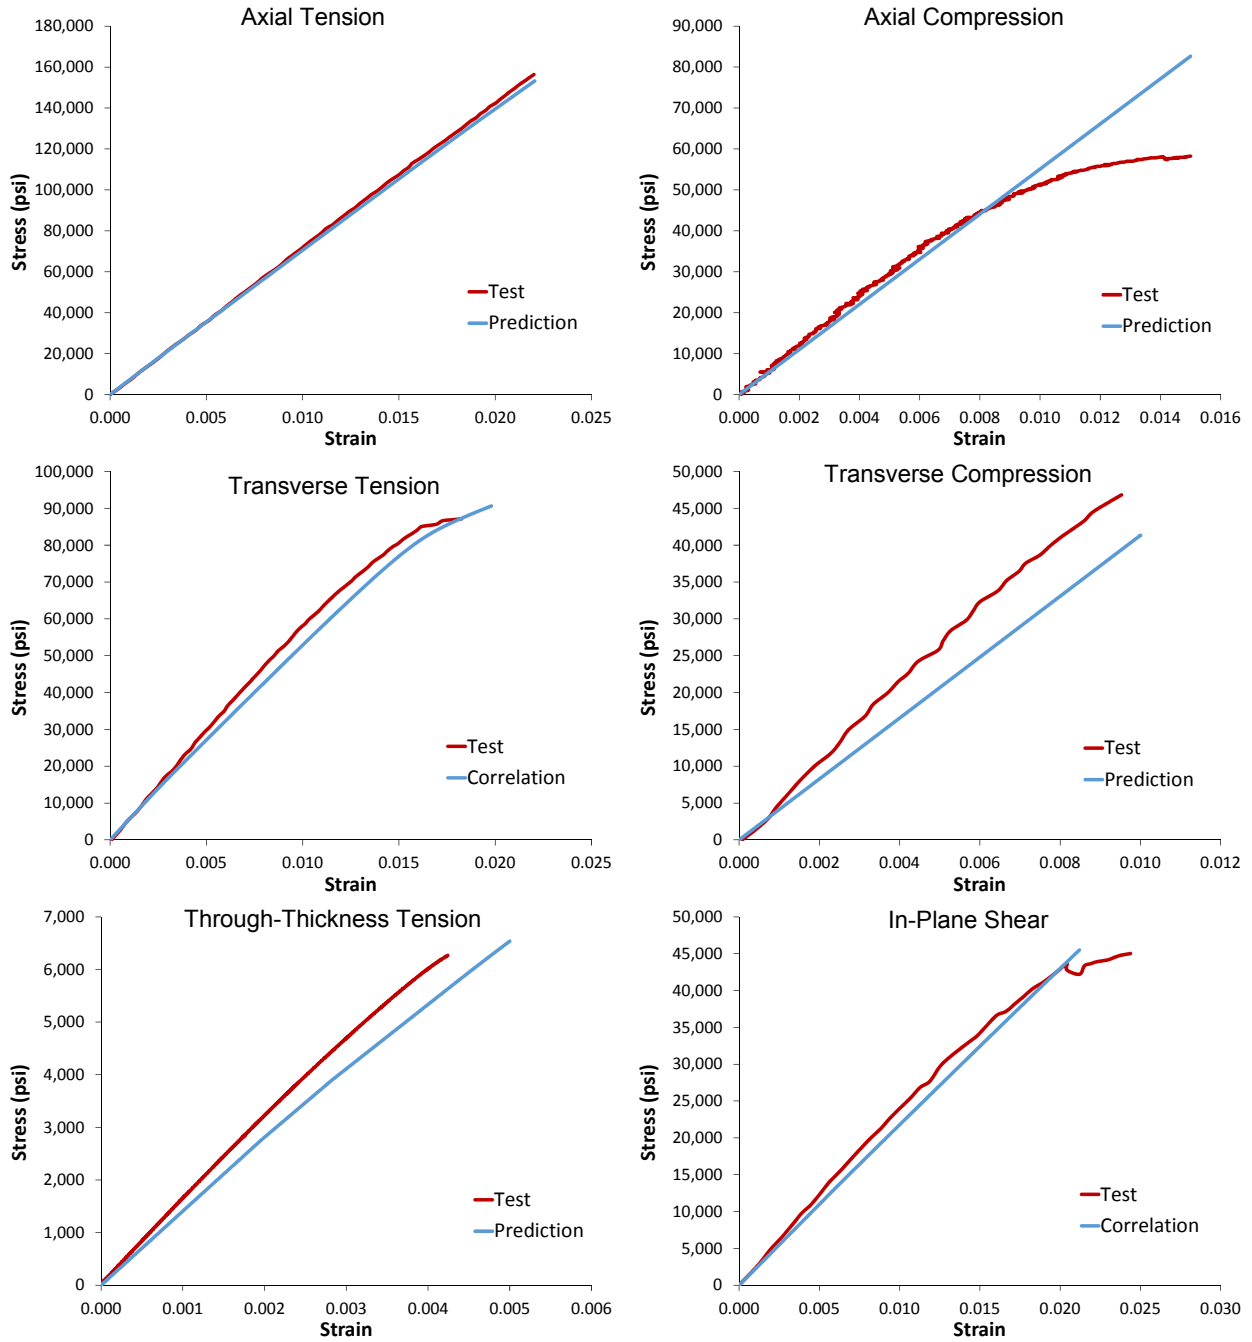 Axial Tension
180,000
160,000
140,000
120,000
100,000
80,000
60,000
40,000
20,000
0
Stress (psi)
Test
Prediction
0.000 0.005 0.010 0.015 0.020 0.025
Strain
Axial Compression
90,000
80,000
70,000
60,000
50,000
40,000
30,000
20,000
10,000
0
Stress (psi)
Test
Prediction
0.000 0.002 0.004 0.006 0.008 0.010 0.012 0.014 0.016
Strain
Transverse Tension
100,000
90,000
80,000
70,000
60,000
50,000
40,000
30,000
20,000
10,000
0
Stress (psi)
Test
Correlation
0.000 0.005 0.010 0.015 0.020 0.025
Strain
Transverse Compression
50,000
45,000
40,000
35,000
30,000
25,000
20,000
15,000
10,000
5,000
0
Stress (psi)
Test
Prediction
0.000 0.002 0.004 0.006 0.008 0.010 0.012
Strain
Through-Thickness Tension
7,000
6,000
5,000
4,000
3,000
2,000
1,000
0
Stress (psi)
Test
Prediction
0.000 0.001 0.002 0.003 0.004 0.005 0.006
Strain
In-Plane Shear
50,000
45,000
40,000
35,000
30,000
25,000
20,000
15,000
10,000
5,000
0
Stress (psi)
Test
Correlation
0.000 0.005 0.010 0.015 0.020 0.025 0.030
Strain